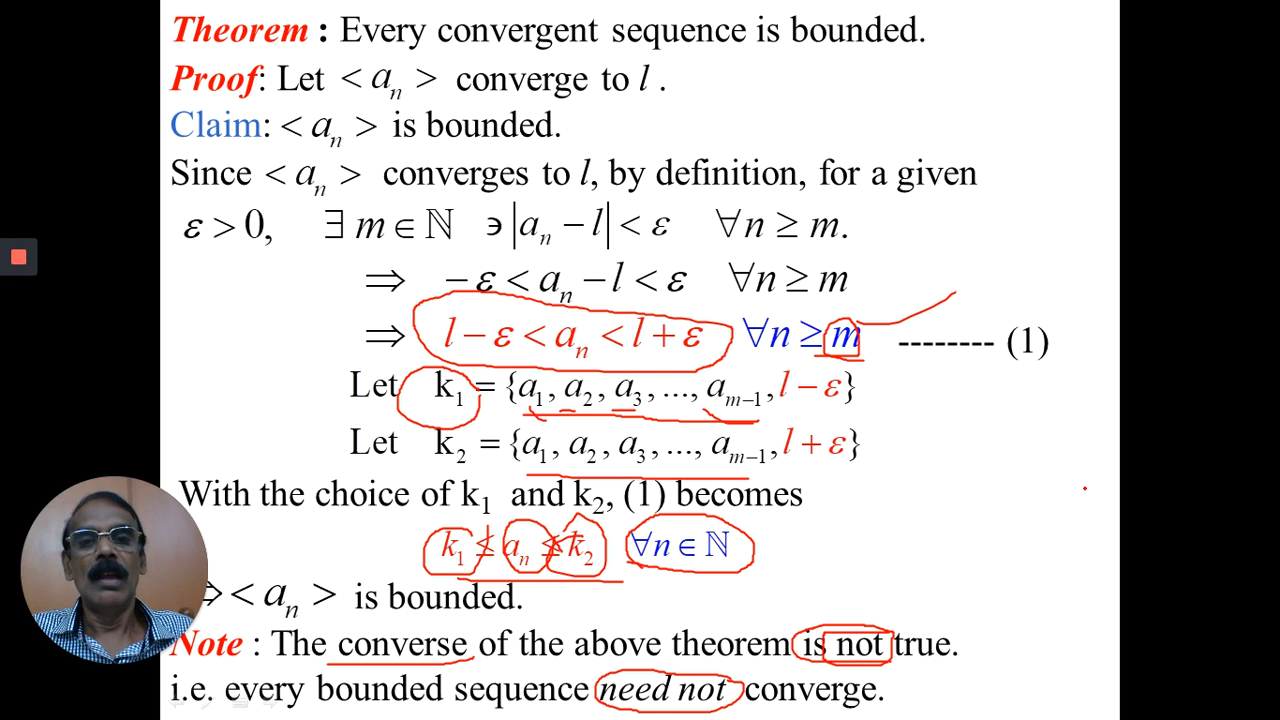 Theorem : Every convergent sequence is bounded.
Proof: Let < aₙ > converge to l .
Claim: < aₙ > is bounded.
Since < aₙ > converges to l, by definition, for a given
ε > 0, ∃ m ∈ ℕ ∍ |aₙ − l| < ε ∀n ≥ m.
⇒ − ε < aₙ − l < ε ∀n ≥ m
⇒ l − ε < aₙ < l + ε ∀n ≥ m -------- (1)
Let k₁ = {a₁, a₂, a₃, ..., aₘ₋₁, l − ε}
Let k₂ = {a₁, a₂, a₃, ..., aₘ₋₁, l + ε}
With the choice of k₁ and k₂, (1) becomes
k₁ ≤ aₙ ≤ k₂ ∀n ∈ ℕ
⇒ < aₙ > is bounded.
Note : The converse of the above theorem is not true.
i.e. every bounded sequence need not converge.